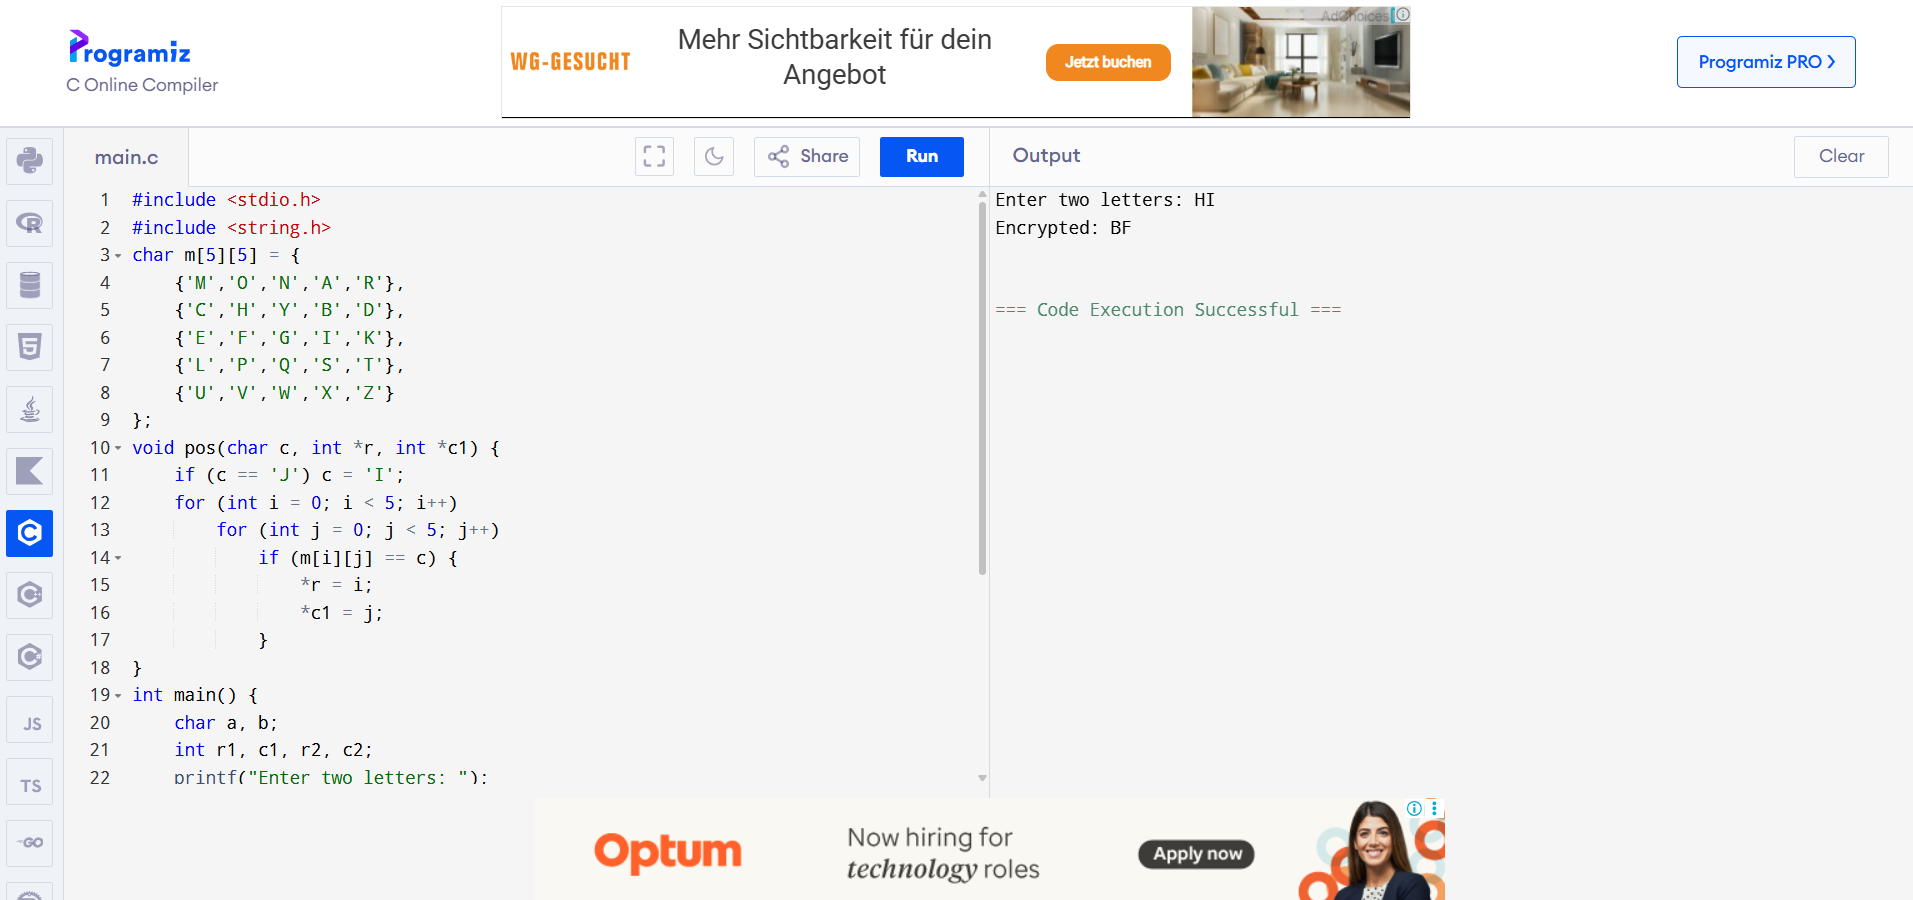 Programiz
C Online Compiler
WG-GESUCHT
Mehr Sichtbarkeit für dein
Angebot
Jetzt buchen
AdChoices
Programiz PRO
main.c
Share
Run
Output
Clear
1 #include <stdio.h>
2 #include <string.h>
3 char m[5][5] = {
4 {'M','O','N','A','R'},
5 {'C','H','Y','B','D'},
6 {'E','F','G','I','K'},
7 {'L','P','Q','S','T'},
8 {'U','V','W','X','Z'}
9 };
10 void pos(char c, int *r, int *c1) {
11 if (c == 'J') c = 'I';
12 for (int i = 0; i < 5; i++)
13 for (int j = 0; j < 5; j++)
14 if (m[i][j] == c) {
15 *r = i;
16 *c1 = j;
17 }
18 }
19 int main() {
20 char a, b;
21 int r1, c1, r2, c2;
22 printf("Enter two letters: ");
Enter two letters: HI
Encrypted: BF
=== Code Execution Successful ===
JS
TS
GO
Optum
Now hiring for
technology roles
Apply now